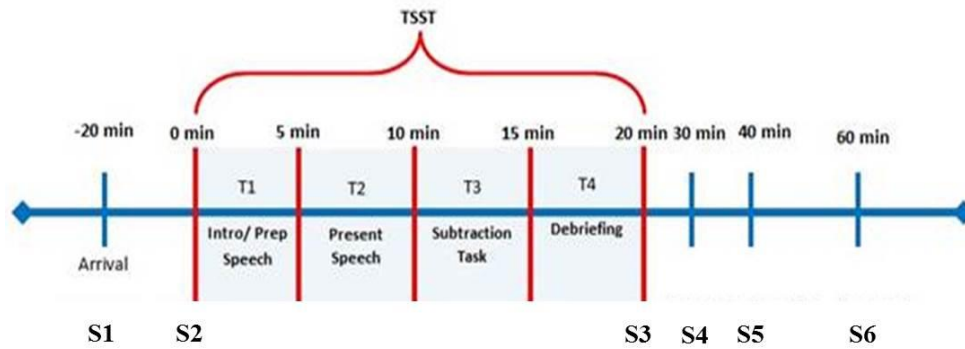 TSST
-20 min
0 min
5 min
10 min
15 min
20 min
30 min
40 min
60 min
T1
T2
T3
T4
Intro/ Prep
Speech
Present
Speech
Subtraction
Task
Debriefing
Arrival
S1
S2
S3
S4
S5
S6